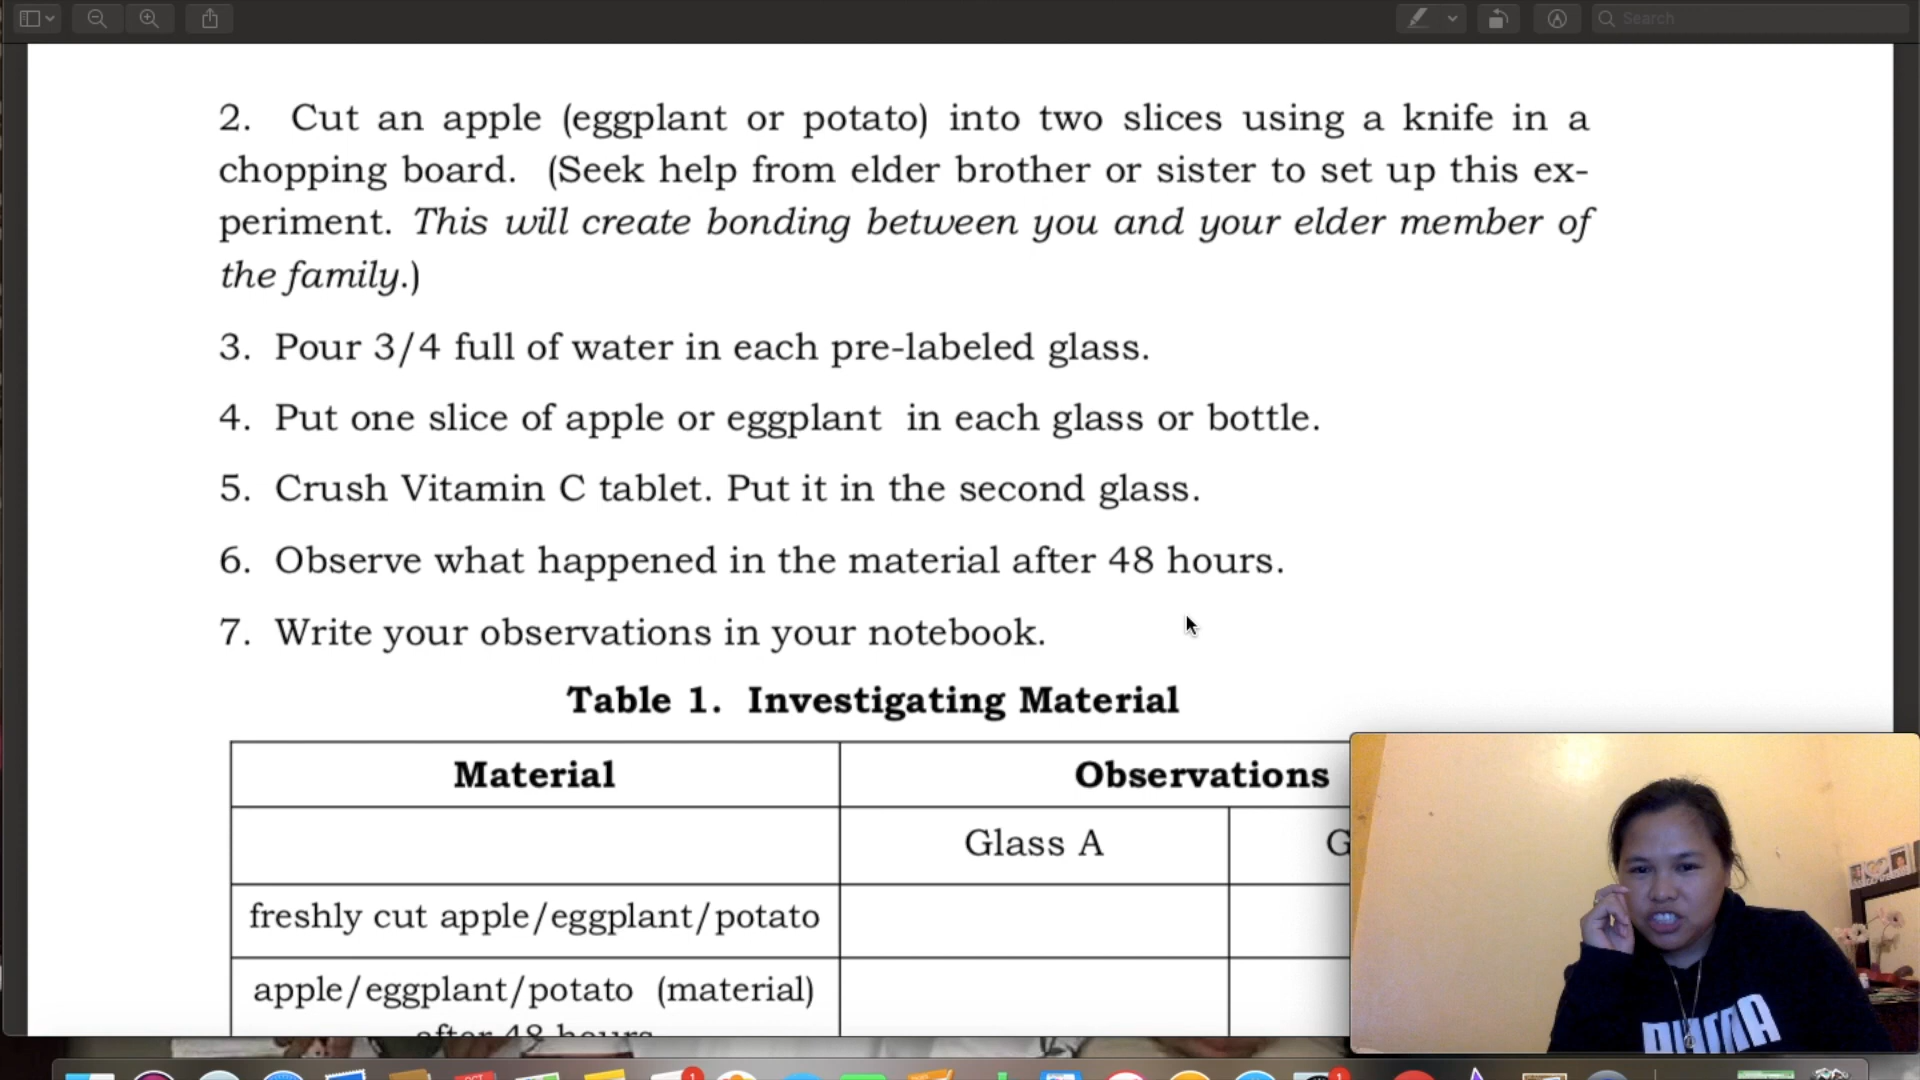 Search
2. Cut an apple (eggplant or potato) into two slices using a knife in a
chopping board. (Seek help from elder brother or sister to set up this ex-
periment. This will create bonding between you and your elder member of
the family.)
3. Pour 3/4 full of water in each pre-labeled glass.
4. Put one slice of apple or eggplant in each glass or bottle.
5. Crush Vitamin C tablet. Put it in the second glass.
6. Observe what happened in the material after 48 hours.
7. Write your observations in your notebook.
Table 1. Investigating Material
Material Observations
Glass A G
freshly cut apple/eggplant/potato
apple/eggplant/potato (material)
after 48 hours
PUMA